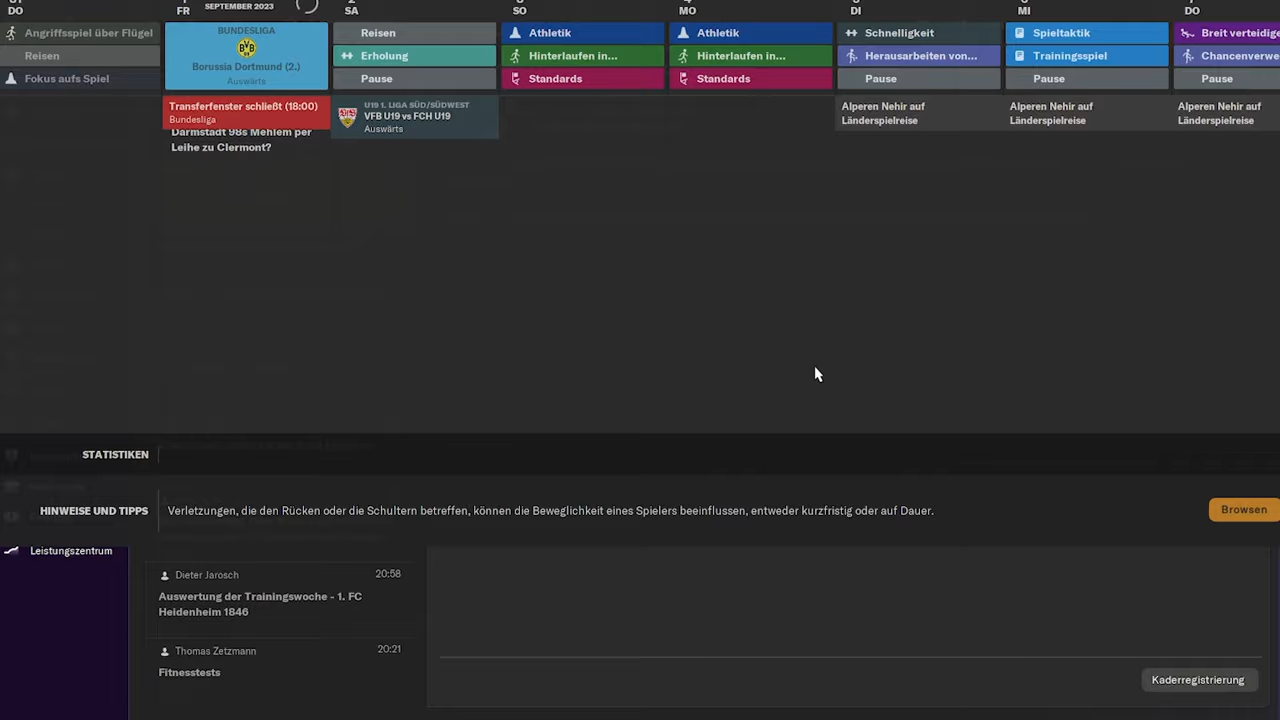 SEPTEMBER 2023
DO
FR
SA
SO
MO
DI
MI
DO
Angriffsspiel über Flügel
Reisen
Fokus aufs Spiel
BUNDESLIGA
BVB
Borussia Dortmund (2.)
Auswärts
Reisen
Erholung
Pause
Athletik
Hinterlaufen in...
Standards
Athletik
Hinterlaufen in...
Standards
Schnelligkeit
Herausarbeiten von...
Pause
Spieltaktik
Trainingsspiel
Pause
Breit verteidige
Chancenverwe
Pause
Transferfenster schließt (18:00)
Bundesliga
Darmstadt 98s Mehlem per
Leihe zu Clermont?
U19 1. LIGA SÜD/SÜDWEST
VFB U19 vs FCH U19
Auswärts
Alperen Nehir auf
Länderspielreise
Alperen Nehir auf
Länderspielreise
Alperen Nehir auf
Länderspielreise
STATISTIKEN
HINWEISE UND TIPPS
Verletzungen, die den Rücken oder die Schultern betreffen, können die Beweglichkeit eines Spielers beeinflussen, entweder kurzfristig oder auf Dauer.
Browsen
Leistungszentrum
Dieter Jarosch
20:58
Auswertung der Trainingswoche - 1. FC
Heidenheim 1846
Thomas Zetzmann
20:21
Fitnesstests
Kaderregistrierung